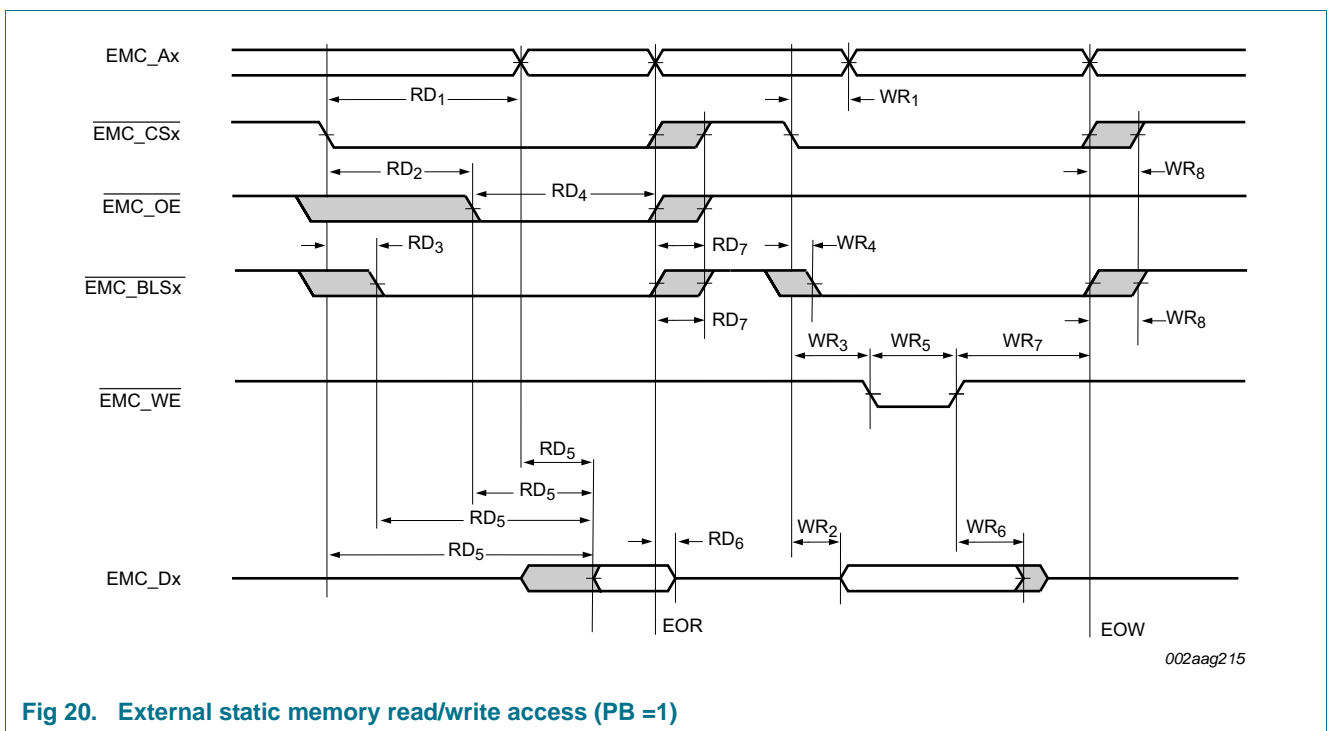 EMC_Ax
RD1
WR1
EMC_CSx
RD2
WR8
RD4
EMC_OE
RD3
RD7
WR4
EMC_BLSx
RD7
WR8
WR3
WR5
WR7
EMC_WE
RD5
RD5
RD5
RD5
WR2
WR6
RD6
EMC_Dx
EOR
EOW
002aag215
Fig 20. External static memory read/write access (PB =1)